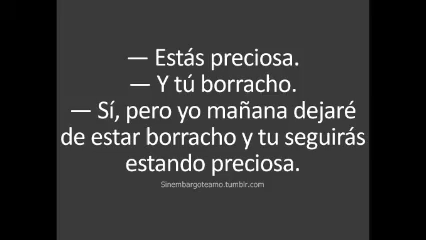 — Estás preciosa.
— Y tú borracho.
— Sí, pero yo mañana dejaré
de estar borracho y tu seguirás
estando preciosa.
Sinembargoteamo.tumblr.com